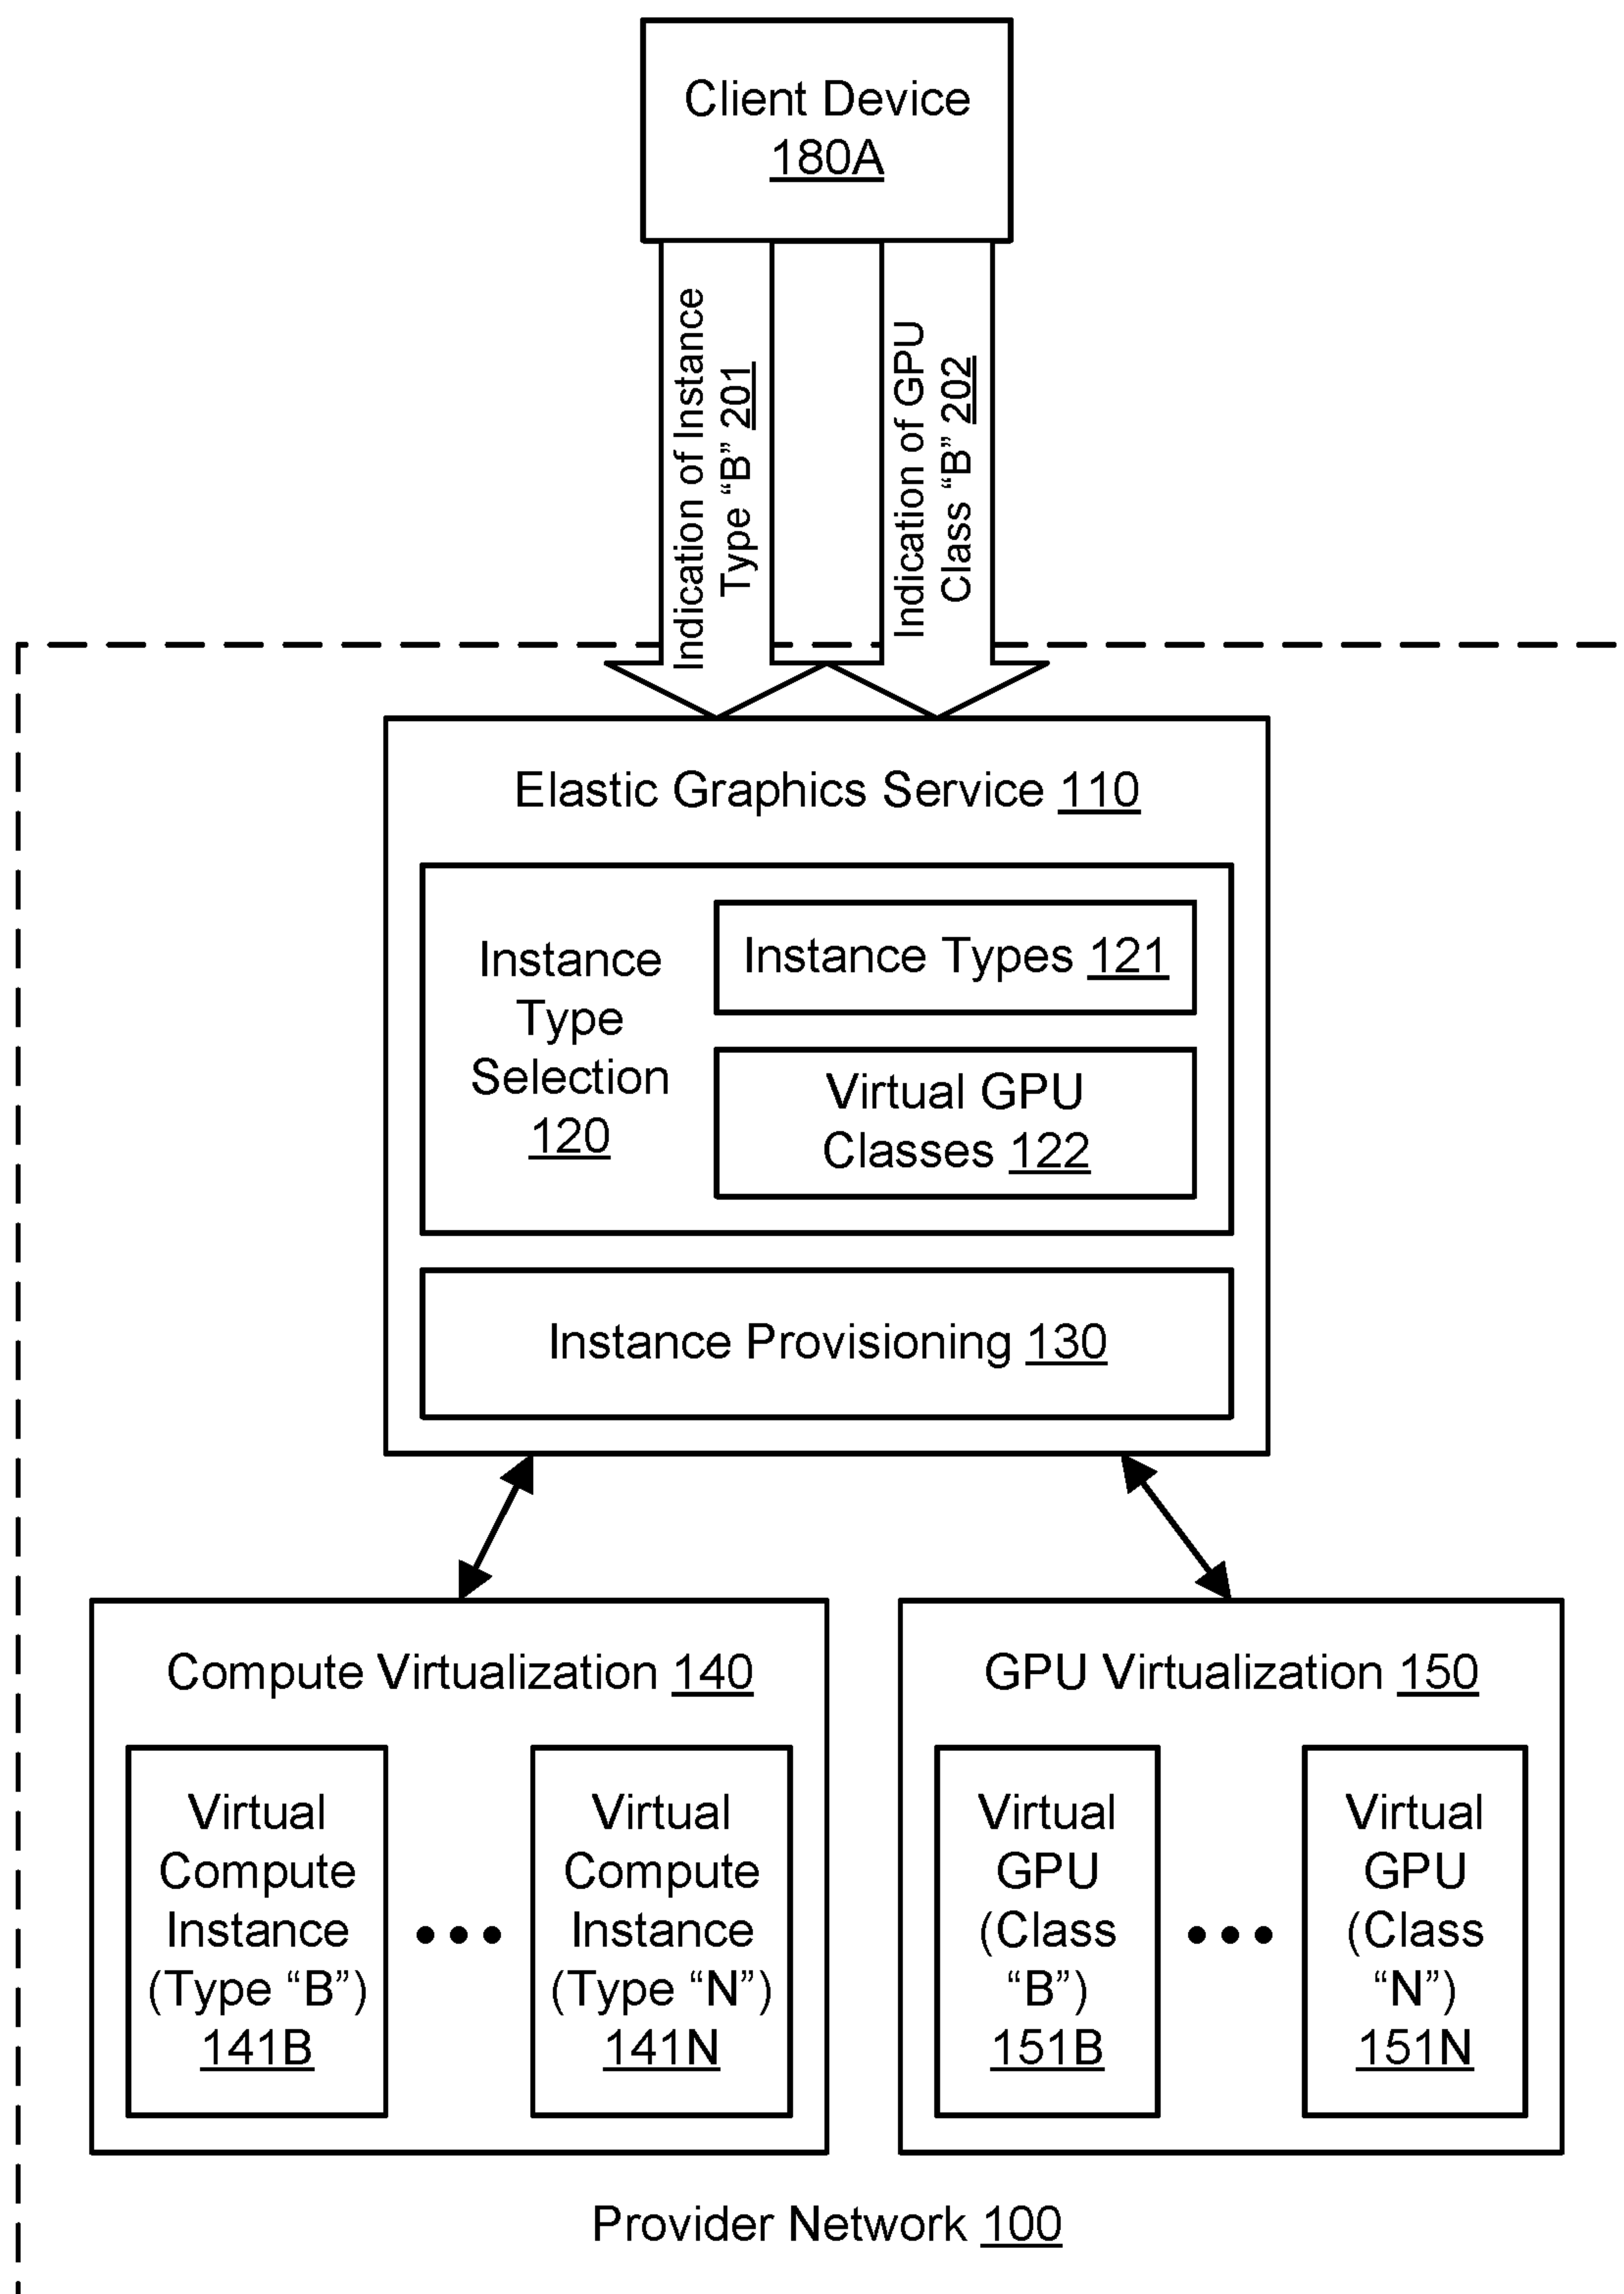 Client Device
180A
Indication of Instance
Type “B” 201
Indication of GPU
Class “B” 202
Elastic Graphics Service 110
Instance
Type
Selection
120
Instance Types 121
Virtual GPU
Classes 122
Instance Provisioning 130
Compute Virtualization 140
Virtual
Compute
Instance
(Type “B”)
141B
Virtual
Compute
Instance
(Type “N”)
141N
GPU Virtualization 150
Virtual
GPU
(Class
“B”)
151B
Virtual
GPU
(Class
“N”)
151N
Provider Network 100